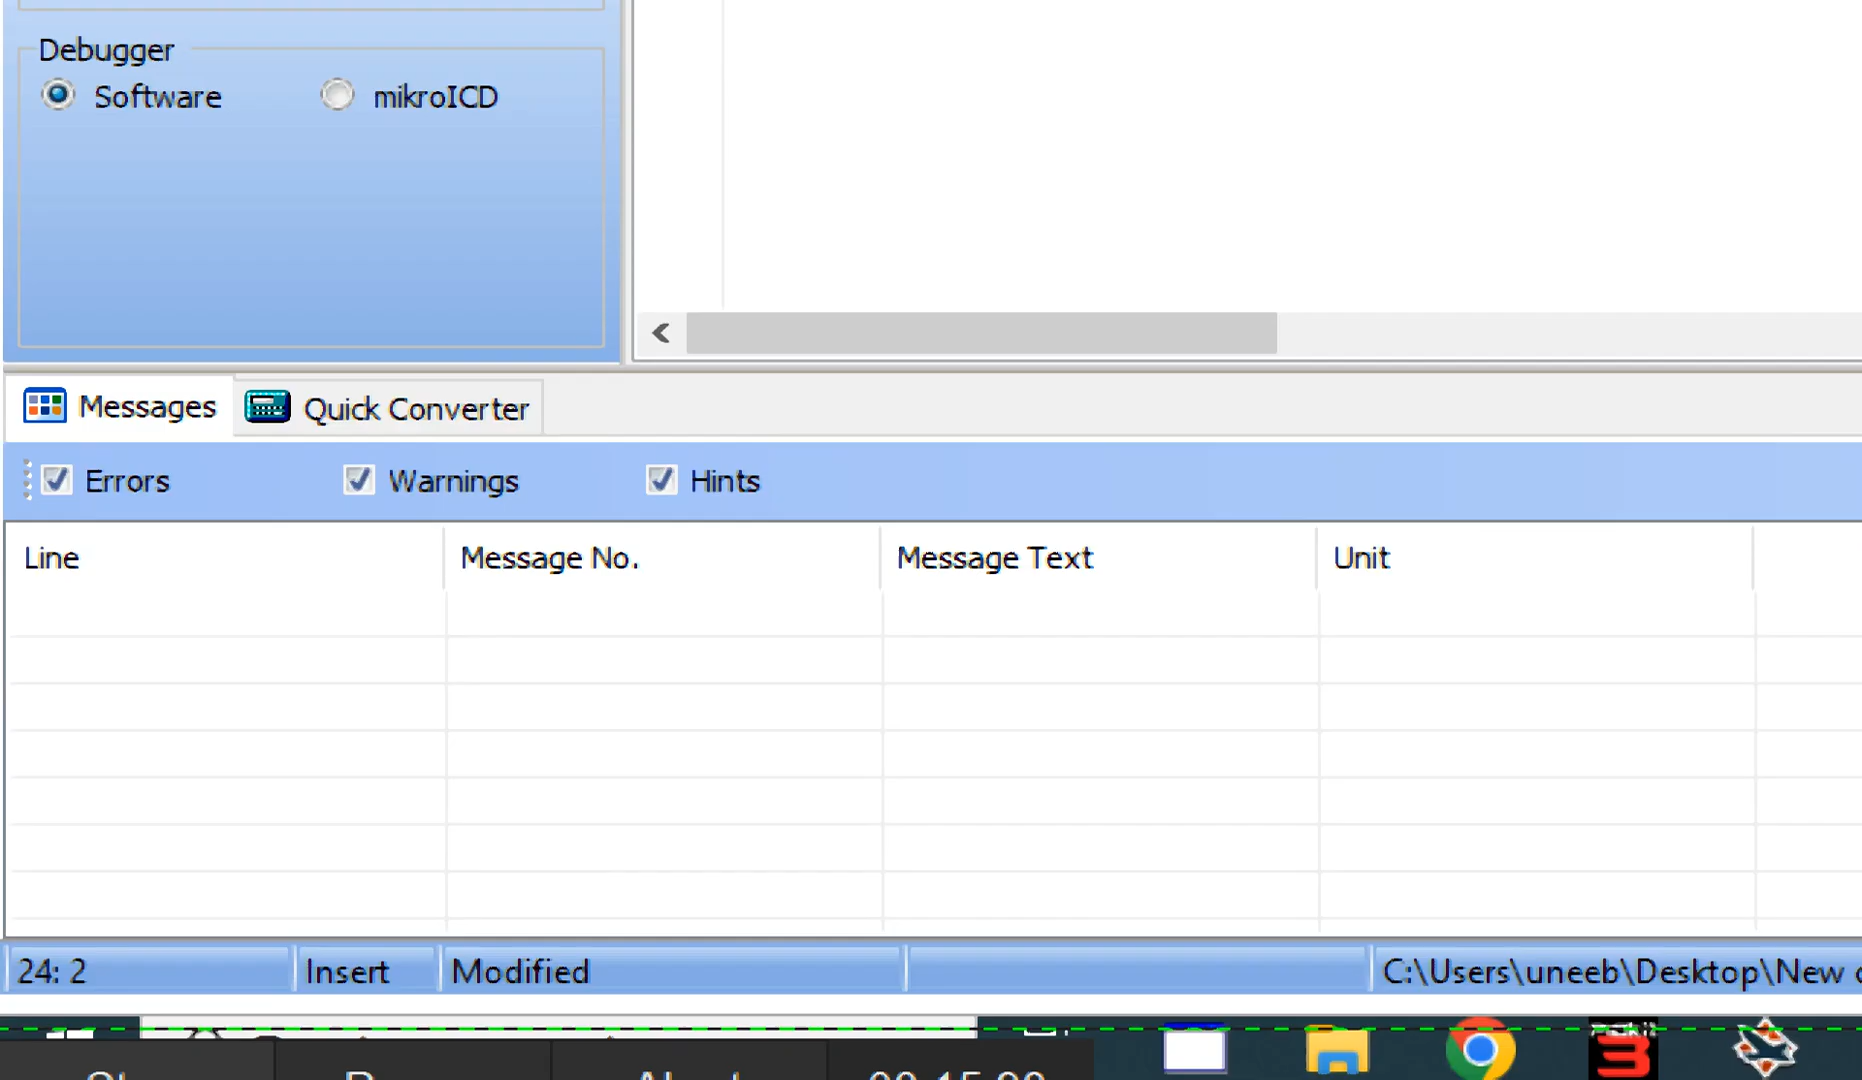 Debugger
Software mikroICD
Messages Quick Converter
Errors Warnings Hints
Line Message No. Message Text Unit
24: 2 Insert Modified C:\Users\uneeb\Desktop\New
3